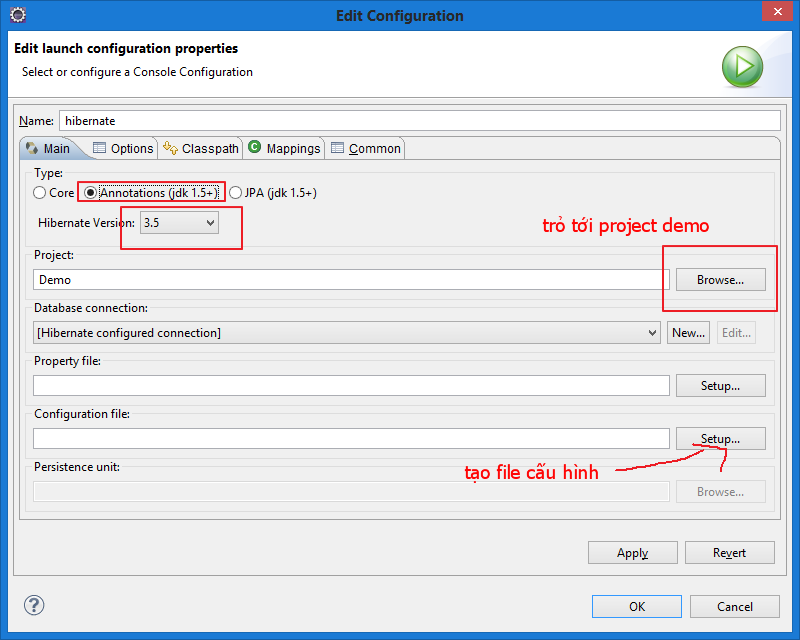 Edit Configuration
Edit launch configuration properties
Select or configure a Console Configuration
Name: hibernate
Main Options Classpath Mappings Common
Type:
Core Annotations (jdk 1.5+) JPA (jdk 1.5+)
Hibernate Version: 3.5
trỏ tới project demo
Project:
Demo Browse...
Database connection:
[Hibernate configured connection] New... Edit...
Property file:
Setup...
Configuration file:
Setup...
tạo file cấu hình
Persistence unit:
Browse...
Apply Revert
? OK Cancel